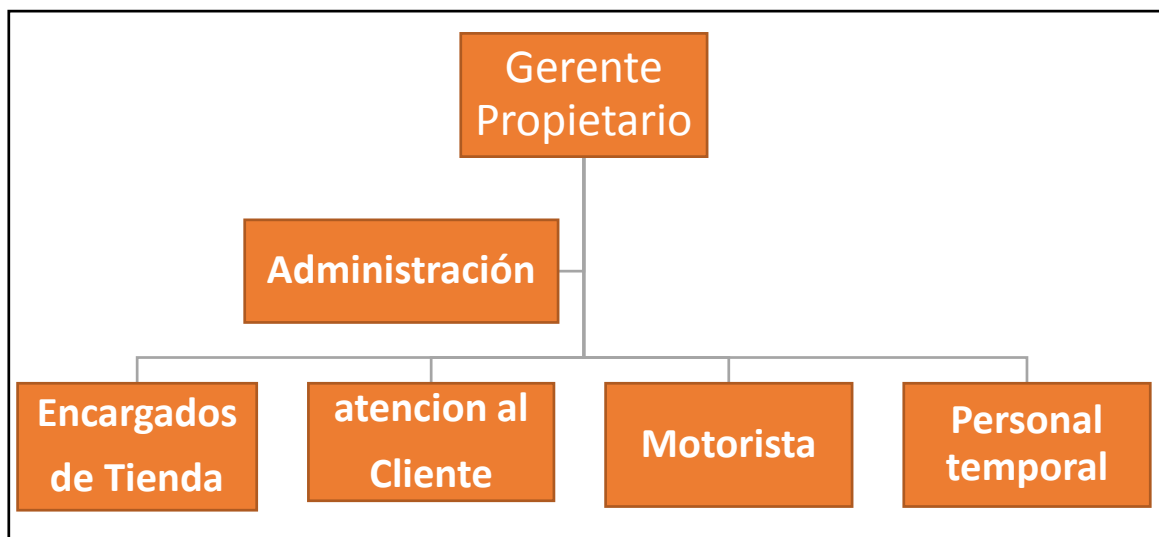 Gerente
Propietario
Administración
Encargados
de Tienda
atencion al
Cliente
Motorista
Personal
temporal